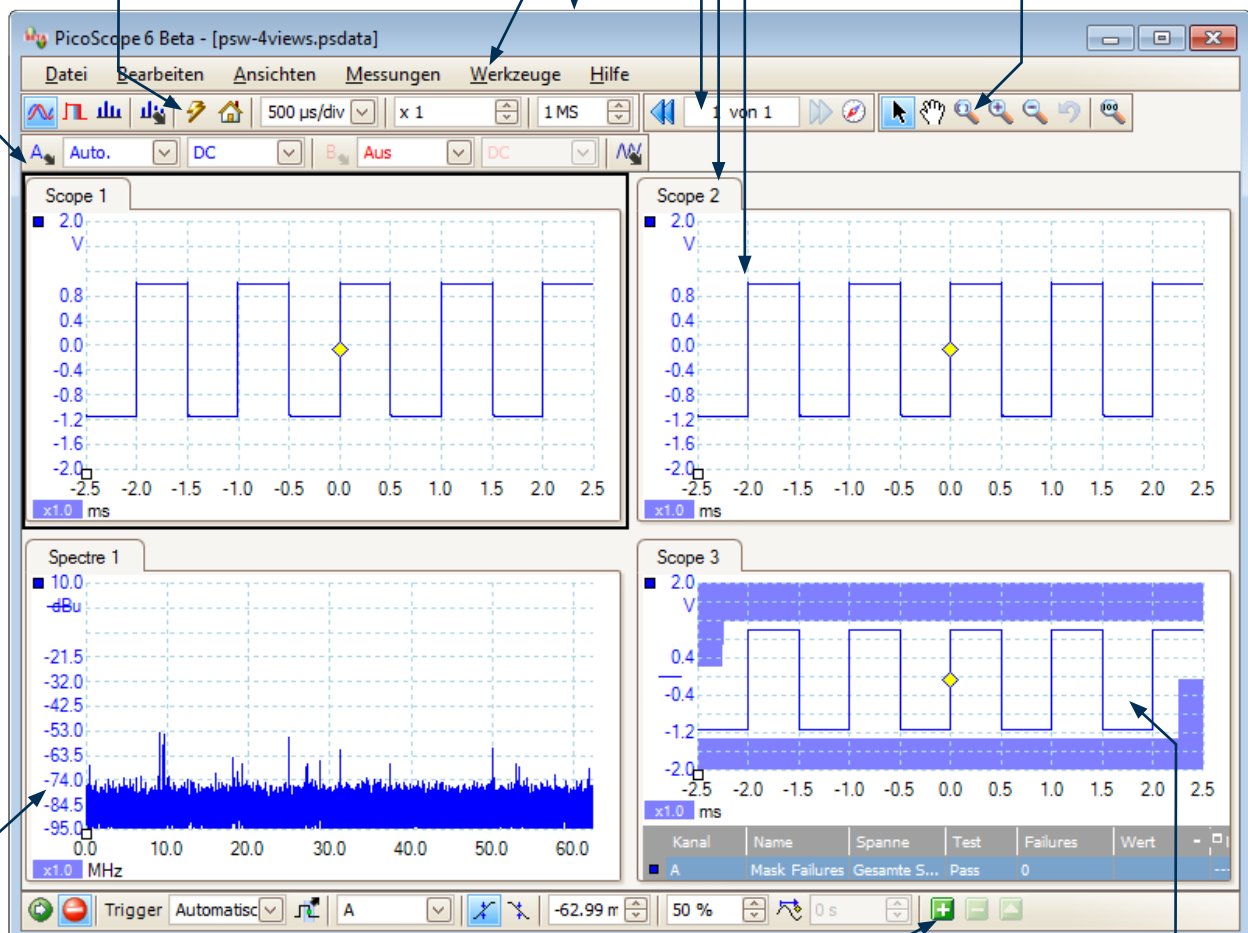 PicoScope 6 Beta - [psw-4views.psdata]
Datei Bearbeiten Ansichten Messungen Werkzeuge Hilfe
500 µs/div x 1 1 MS 1 von 1 100
A Auto. DC B Aus DC
Scope 1
2.0
V
0.8
0.4
0.0
-0.4
-0.8
-1.2
-1.6
-2.0
-2.5 -2.0 -1.5 -1.0 -0.5 0.0 0.5 1.0 1.5 2.0 2.5
x1.0 ms
Scope 2
2.0
V
0.8
0.4
0.0
-0.4
-0.8
-1.2
-1.6
-2.0
-2.5 -2.0 -1.5 -1.0 -0.5 0.0 0.5 1.0 1.5 2.0 2.5
x1.0 ms
Spectre 1
10.0
dBu
-21.5
-32.0
-42.5
-53.0
-63.5
-74.0
-84.5
-95.0
0.0 10.0 20.0 30.0 40.0 50.0 60.0
x1.0 MHz
Scope 3
2.0
V
0.4
-0.4
-1.2
-2.0
-2.5 -2.0 -1.5 -1.0 -0.5 0.0 0.5 1.0 1.5 2.0 2.5
x1.0 ms
Kanal Name Spanne Test Failures Wert
A Mask Failures Gesamte S... Pass 0
Trigger Automatisc A -62.99 m 50 % 0 s